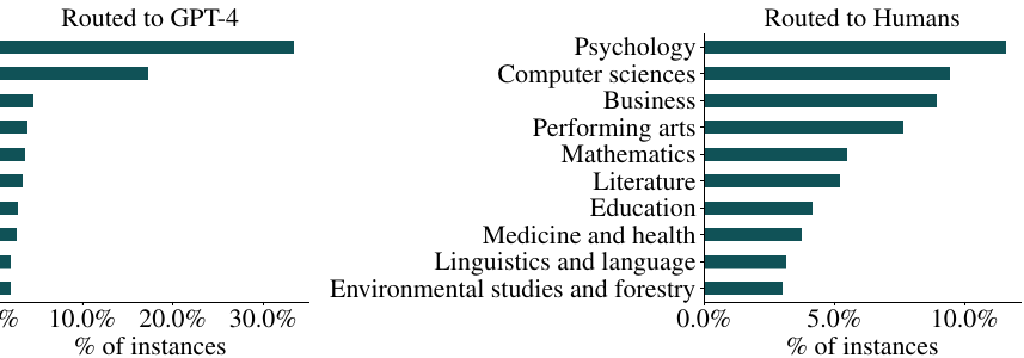 Routed to GPT-4
% 10.0% 20.0% 30.0%
% of instances
Routed to Humans
Psychology
Computer sciences
Business
Performing arts
Mathematics
Literature
Education
Medicine and health
Linguistics and language
Environmental studies and forestry
0.0% 5.0% 10.0%
% of instances